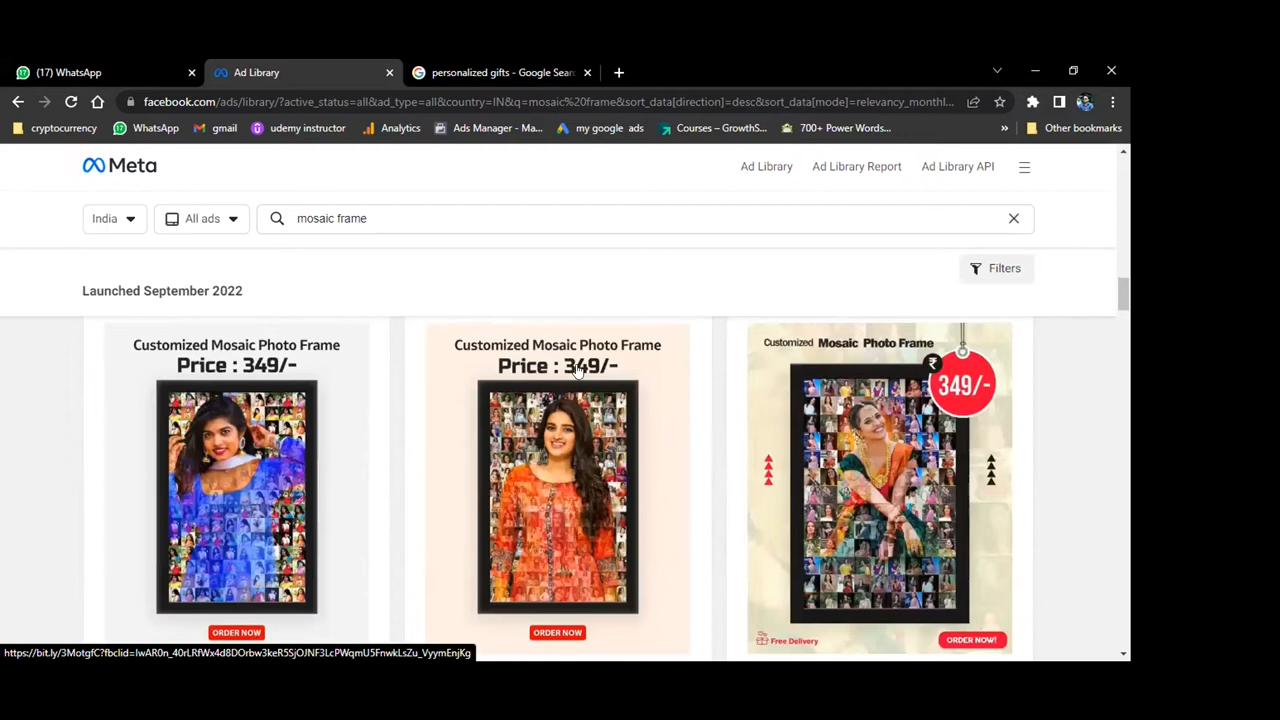 (17) WhatsApp
Ad Library
personalized gifts - Google Sear
facebook.com/ads/library/?active_status=all&ad_type=all&country=IN&q=mosaic%20frame&sort_data[direction]=desc&sort_data[mode]=relevancy_monthl...
cryptocurrency
WhatsApp
gmail
udemy instructor
Analytics
Ads Manager - Ma...
my google ads
Courses – GrowthS...
700+ Power Words...
»
Other bookmarks
Meta
Ad Library
Ad Library Report
Ad Library API
India
All ads
mosaic frame
Filters
Launched September 2022
Customized Mosaic Photo Frame
Price : 349/-
ORDER NOW
Customized Mosaic Photo Frame
Price : 349/-
ORDER NOW
Customized Mosaic Photo Frame
₹
349/-
Free Delivery
ORDER NOW!